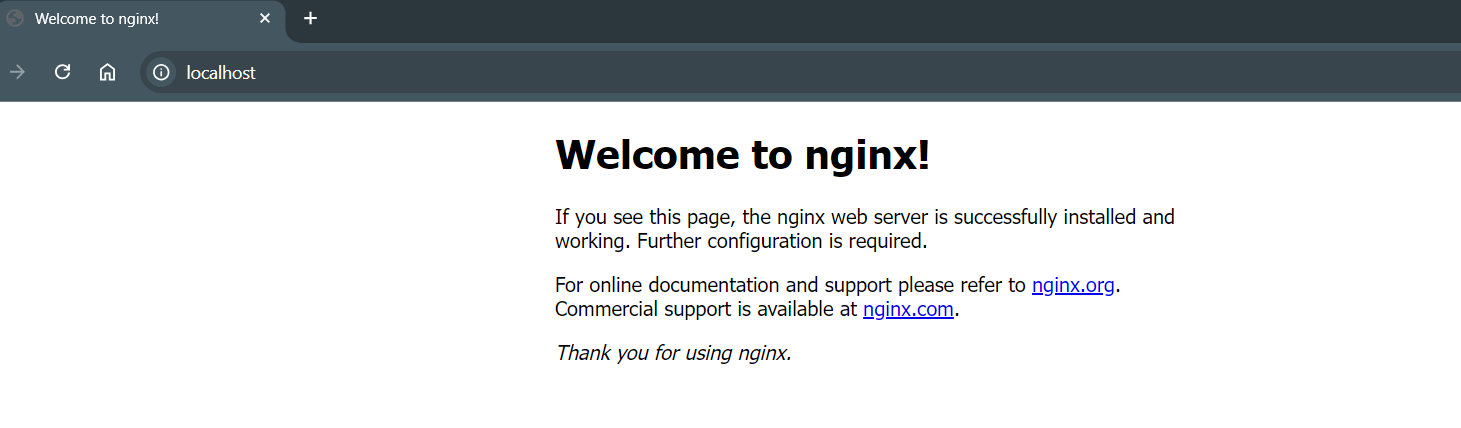 Welcome to nginx!
localhost
Welcome to nginx!
If you see this page, the nginx web server is successfully installed and
working. Further configuration is required.
For online documentation and support please refer to nginx.org.
Commercial support is available at nginx.com.
Thank you for using nginx.